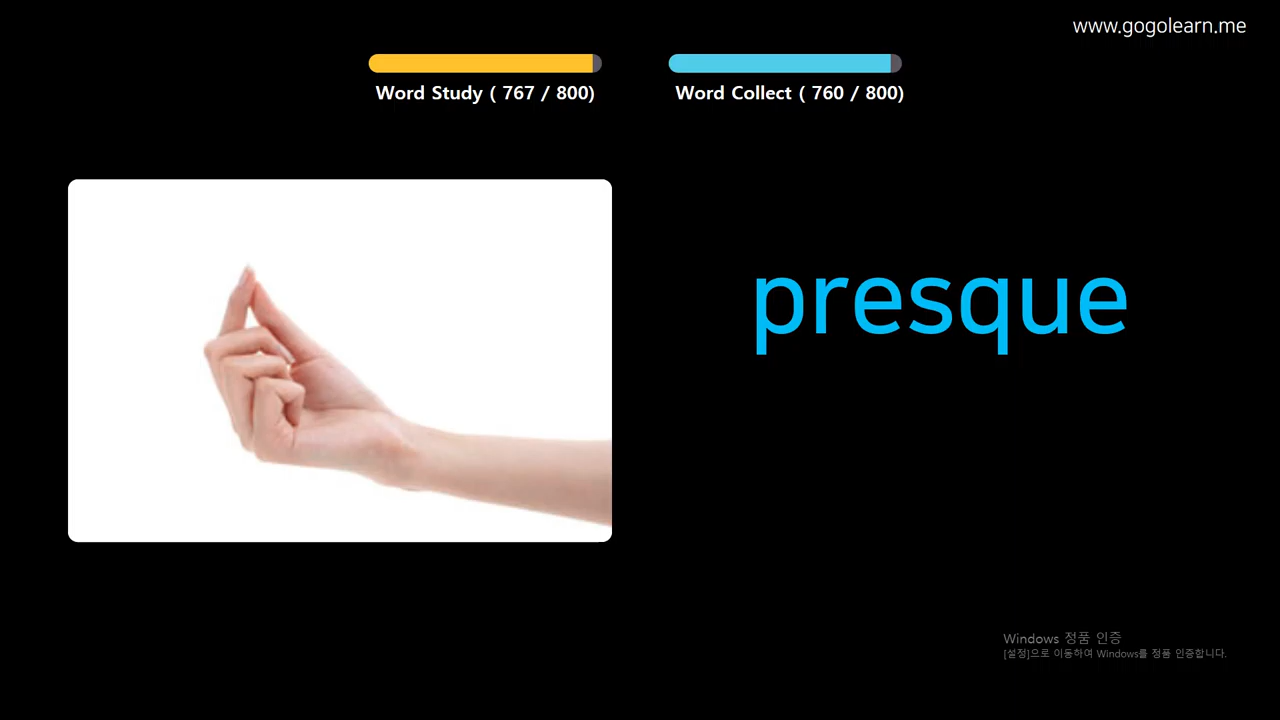 www.gogolearn.me
Word Study ( 767 / 800)
Word Collect ( 760 / 800)
presque
Windows 정품 인증
[설정]으로 이동하여 Windows를 정품 인증합니다.